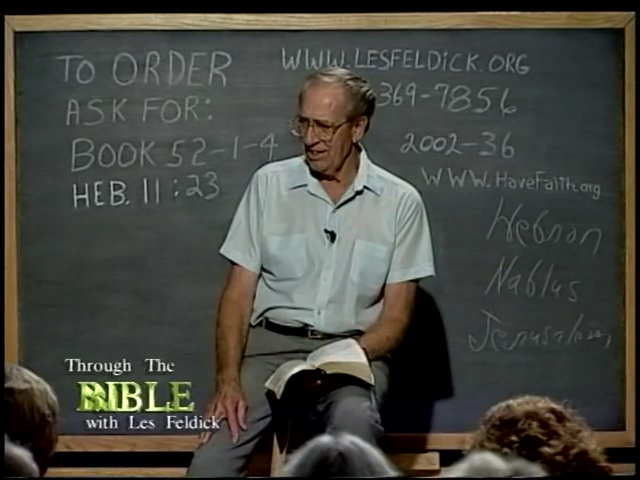 TO ORDER
ASK FOR:
BOOK 52-1-4
HEB. 11:23
WWW.LESFELDICK.ORG
369-7856
2002-36
WWW.HaveFaith.org
Hebron
Nablus
Jerusalem
Through The
BIBLE
with Les Feldick